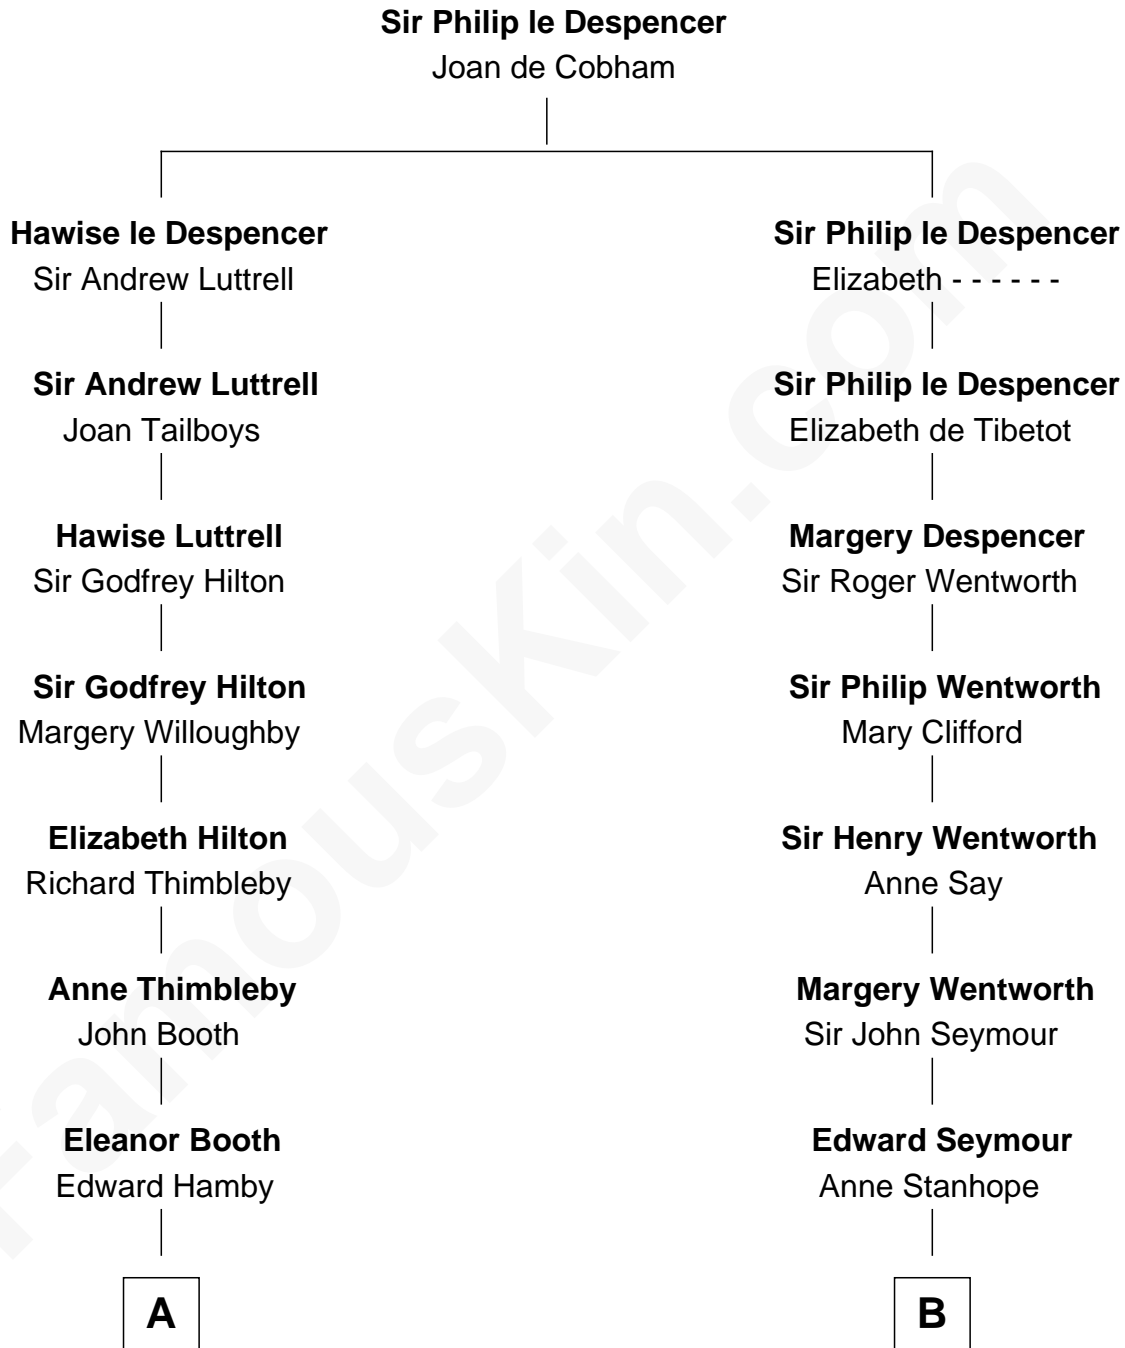 Sir Philip le Despencer
Joan de Cobham
Hawise le Despencer
Sir Andrew Luttrell
Sir Philip le Despencer
Elizabeth - - - - - -
Sir Andrew Luttrell
Joan Tailboys
Sir Philip le Despencer
Elizabeth de Tibetot
Hawise Luttrell
Sir Godfrey Hilton
Margery Despencer
Sir Roger Wentworth
Sir Godfrey Hilton
Margery Willoughby
Sir Philip Wentworth
Mary Clifford
Elizabeth Hilton
Richard Thimbleby
Sir Henry Wentworth
Anne Say
Anne Thimbleby
John Booth
Margery Wentworth
Sir John Seymour
Eleanor Booth
Edward Hamby
Edward Seymour
Anne Stanhope
A
B
FamousKin.com